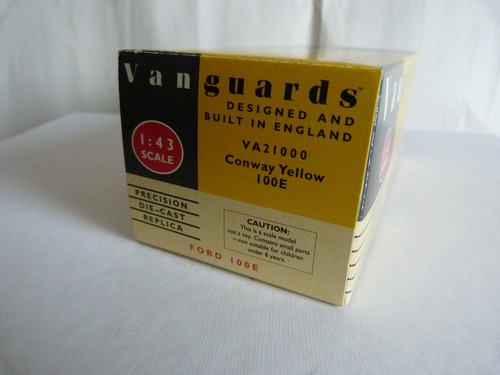 Vanguards™
DESIGNED AND
BUILT IN ENGLAND
VA21000
Conway Yellow
100E
1:43
SCALE
PRECISION
DIE-CAST
REPLICA
CAUTION:
This is a scale model
not a toy. Contains small parts
—not suitable for children
under 8 years.
FORD 100E